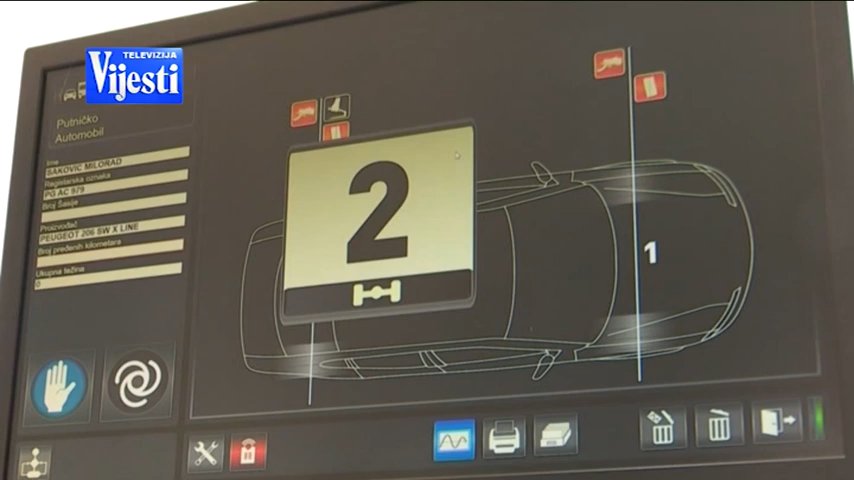 TELEVIZIJA
Vijesti
Putničko
Automobil
Ime
SAKOVIC MILORAD
Registarska oznaka
PG AC 979
Broj Šasije
Proizvođač
PEUGEOT 206 SW X LINE
Broj pređenih kilometara
Ukupna težina
0
2
1